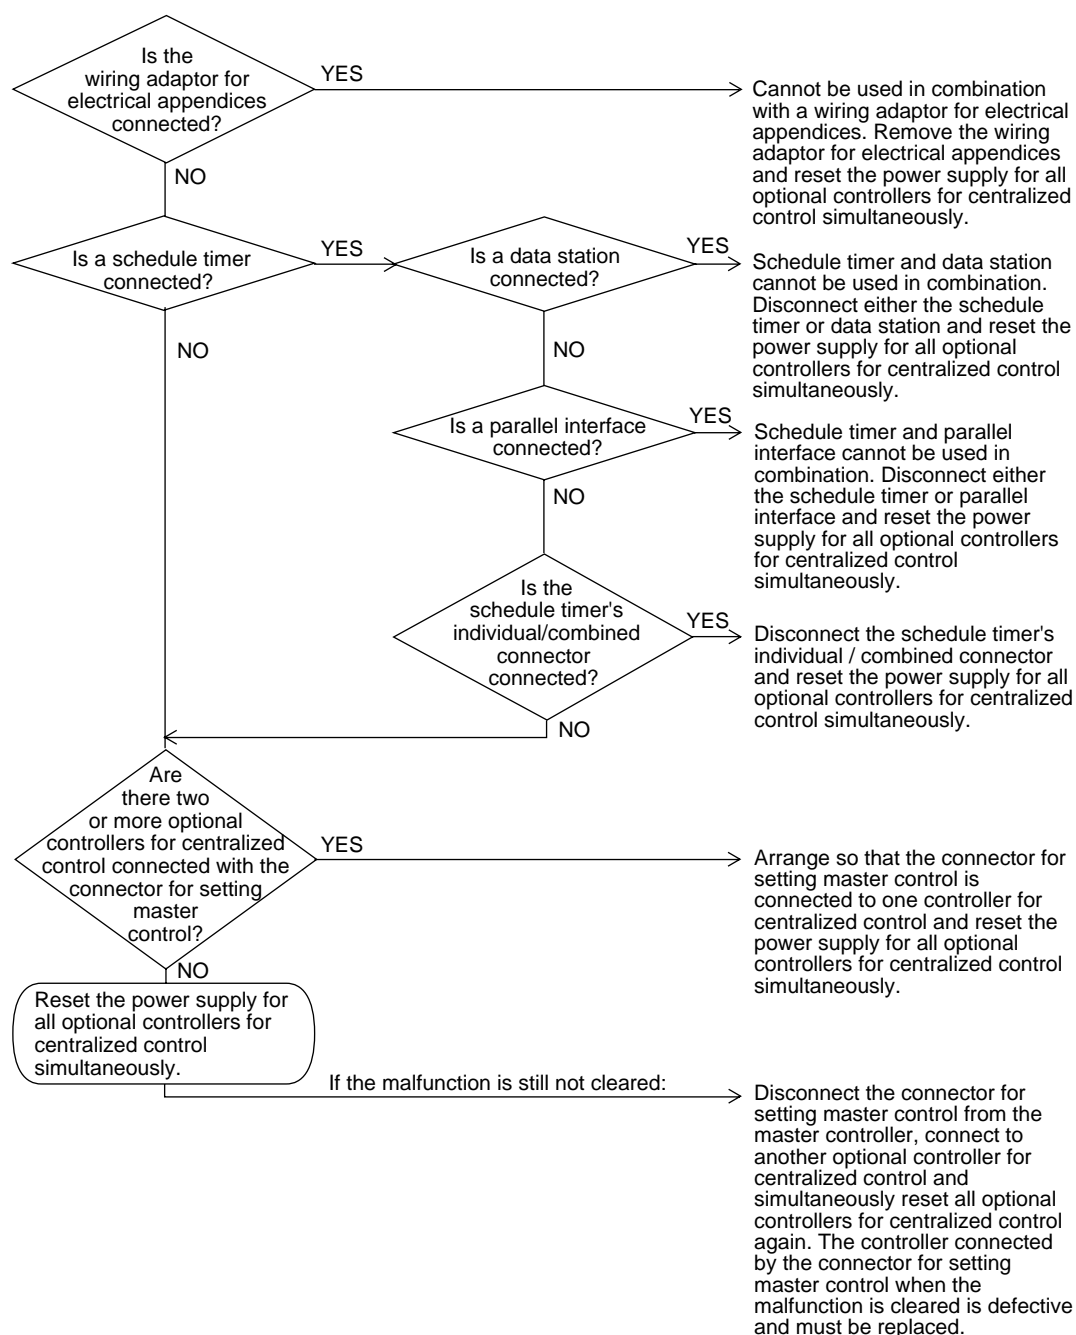 Is the
wiring adaptor for
electrical appendices
connected?
YES
Cannot be used in combination
with a wiring adaptor for electrical
appendices. Remove the wiring
adaptor for electrical appendices
and reset the power supply for all
optional controllers for centralized
control simultaneously.
NO
Is a schedule timer
connected?
YES
Is a data station
connected?
YES
Schedule timer and data station
cannot be used in combination.
Disconnect either the schedule
timer or data station and reset the
power supply for all optional
controllers for centralized control
simultaneously.
NO
NO
Is a parallel interface
connected?
YES
Schedule timer and parallel
interface cannot be used in
combination. Disconnect either
the schedule timer or parallel
interface and reset the power
supply for all optional controllers
for centralized control
simultaneously.
NO
Is the
schedule timer's
individual/combined
connector
connected?
YES
Disconnect the schedule timer's
individual / combined connector
and reset the power supply for all
optional controllers for centralized
control simultaneously.
NO
Are
there two
or more optional
controllers for centralized
control connected with the
connector for setting
master
control?
YES
Arrange so that the connector for
setting master control is
connected to one controller for
centralized control and reset the
power supply for all optional
controllers for centralized control
simultaneously.
NO
Reset the power supply for
all optional controllers for
centralized control
simultaneously.
If the malfunction is still not cleared:
Disconnect the connector for
setting master control from the
master controller, connect to
another optional controller for
centralized control and
simultaneously reset all optional
controllers for centralized control
again. The controller connected
by the connector for setting
master control when the
malfunction is cleared is defective
and must be replaced.